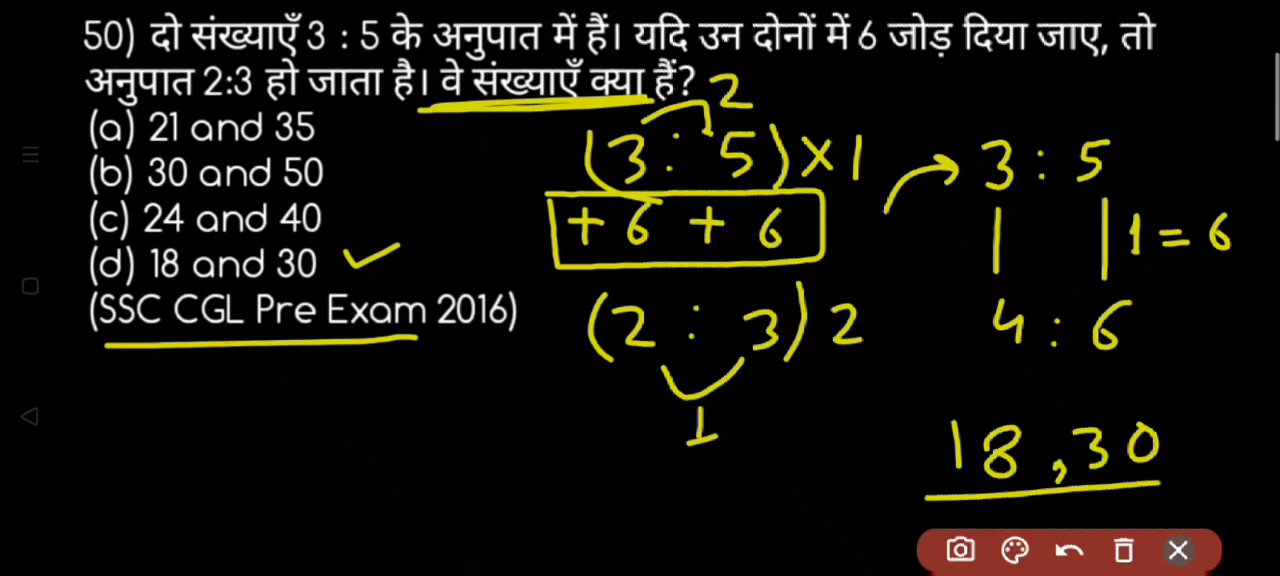 50) दो संख्याएँ 3 : 5 के अनुपात में हैं। यदि उन दोनों में 6 जोड़ दिया जाए, तो
अनुपात 2:3 हो जाता है। वे संख्याएँ क्या हैं?
(a) 21 and 35
(b) 30 and 50
(c) 24 and 40
(d) 18 and 30
(SSC CGL Pre Exam 2016)
2
(3 : 5) × 1
+ 6 + 6
(2 : 3) 2
1
3 : 5
1 = 6
4 : 6
18, 30